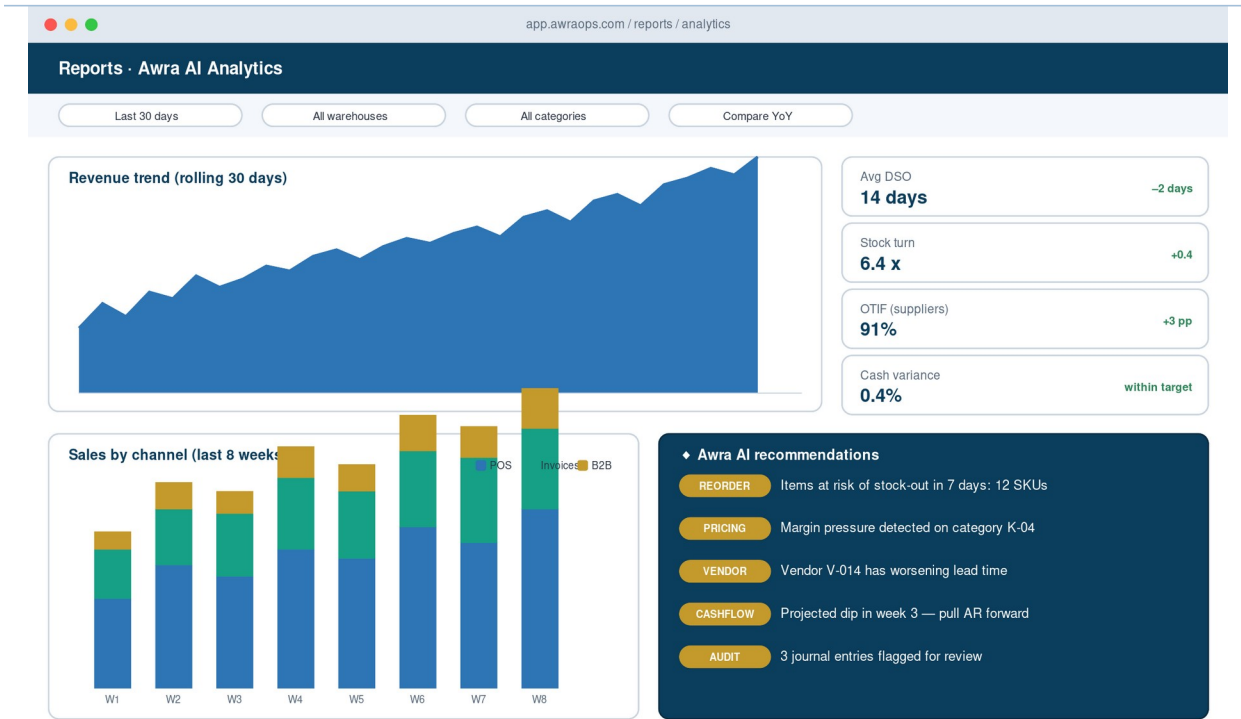 app.awraops.com / reports / analytics
Reports · Awra AI Analytics
Last 30 days
All warehouses
All categories
Compare YoY
Revenue trend (rolling 30 days)
Avg DSO
14 days
–2 days
Stock turn
6.4 x
+0.4
OTIF (suppliers)
91%
+3 pp
Cash variance
0.4%
within target
Sales by channel (last 8 weeks
POS
Invoices
B2B
W1
W2
W3
W4
W5
W6
W7
W8
◆ Awra AI recommendations
REORDER Items at risk of stock-out in 7 days: 12 SKUs
PRICING Margin pressure detected on category K-04
VENDOR Vendor V-014 has worsening lead time
CASHFLOW Projected dip in week 3 — pull AR forward
AUDIT 3 journal entries flagged for review